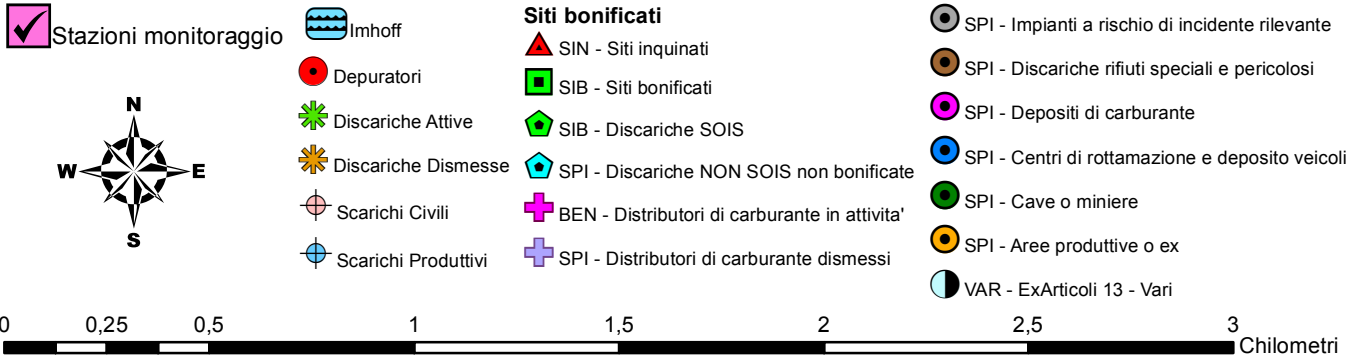 Stazioni monitoraggio
N
W
E
S
Imhoff
Depuratori
Discariche Attive
Discariche Dismesse
Scarichi Civili
Scarichi Produttivi
Siti bonificati
SIN - Siti inquinati
SIB - Siti bonificati
SIB - Discariche SOIS
SPI - Discariche NON SOIS non bonificate
BEN - Distributori di carburante in attivita'
SPI - Distributori di carburante dismessi
SPI - Impianti a rischio di incidente rilevante
SPI - Discariche rifiuti speciali e pericolosi
SPI - Depositi di carburante
SPI - Centri di rottamazione e deposito veicoli
SPI - Cave o miniere
SPI - Aree produttive o ex
VAR - ExArticoli 13 - Vari
0 0,25 0,5 1 1,5 2 2,5 3
Chilometri